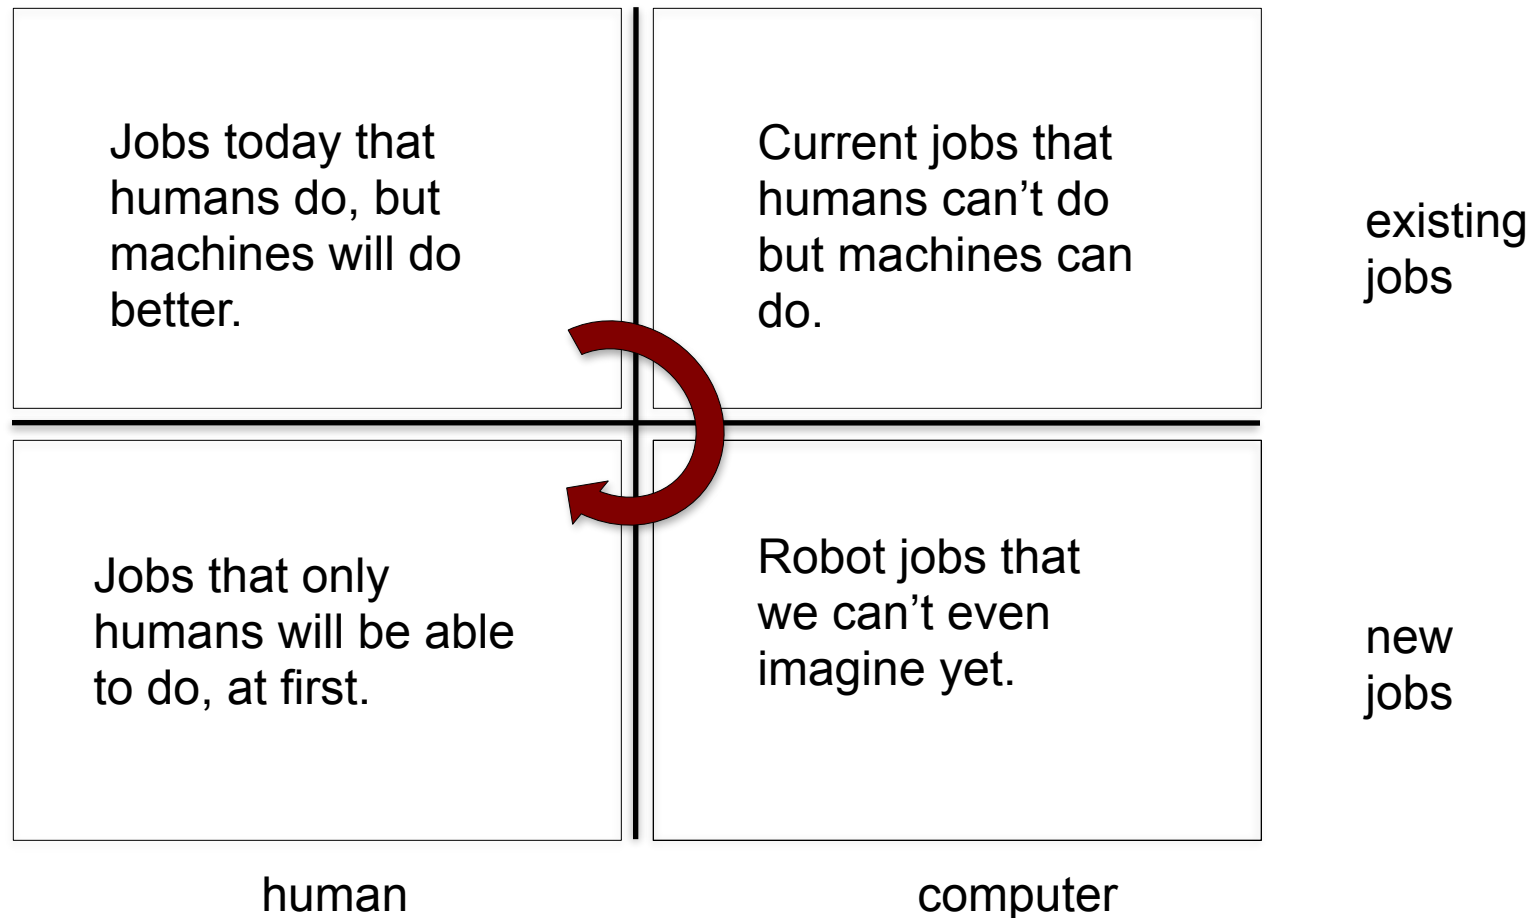 Jobs today that
humans do, but
machines will do
better.
Current jobs that
humans can’t do
but machines can
do.
existing
jobs
Jobs that only
humans will be able
to do, at first.
Robot jobs that
we can’t even
imagine yet.
new
jobs
human
computer